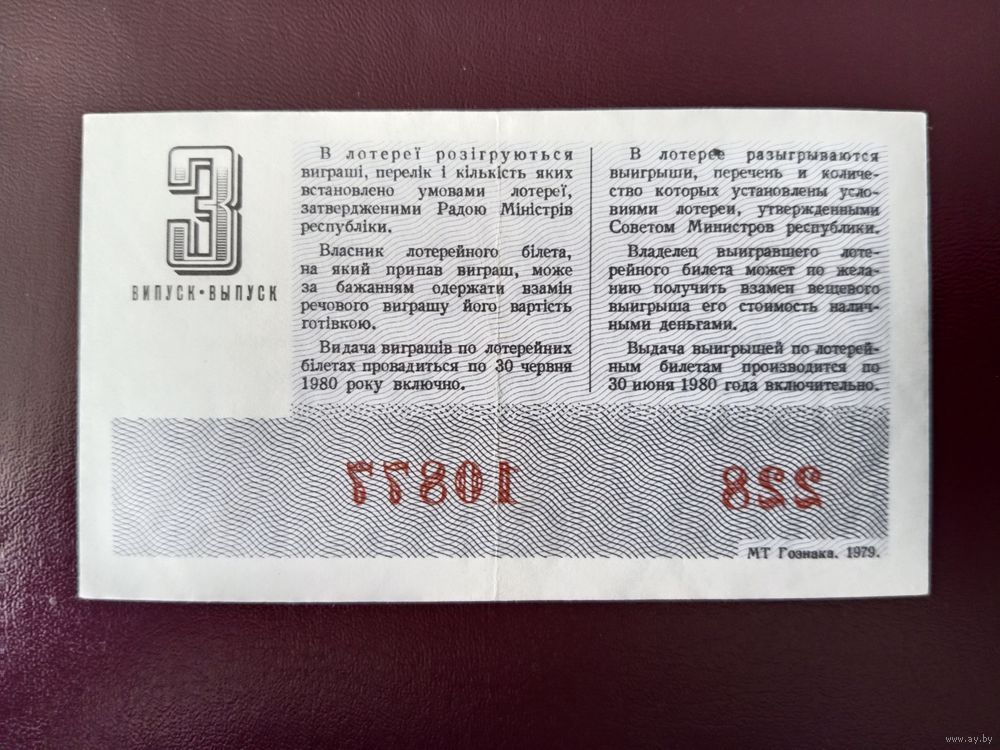 3
ВИПУСК • ВЫПУСК
В лотереї розігруються
виграші, перелік і кількість яких
встановлено умовами лотереї,
затвердженими Радою Міністрів
республіки.
Власник лотерейного білета,
на який припав виграш, може
за бажанням одержати взамін
речового виграшу його вартість
готівкою.
Видача виграшів по лотерейних
білетах провадиться по 30 червня
1980 року включно.
В лотерее разыгрываются
выигрыши, перечень и количе-
ство которых установлены усло-
виями лотереи, утвержденными
Советом Министров республики.
Владелец выигравшего лоте-
рейного билета может по жела-
нию получить взамен вещевого
выигрыша его стоимость налич-
ными деньгами.
Выдача выигрышей по лотерей-
ным билетам производится по
30 июня 1980 года включительно.
10877 228
МТ Гознака. 1979.
www.ay.by